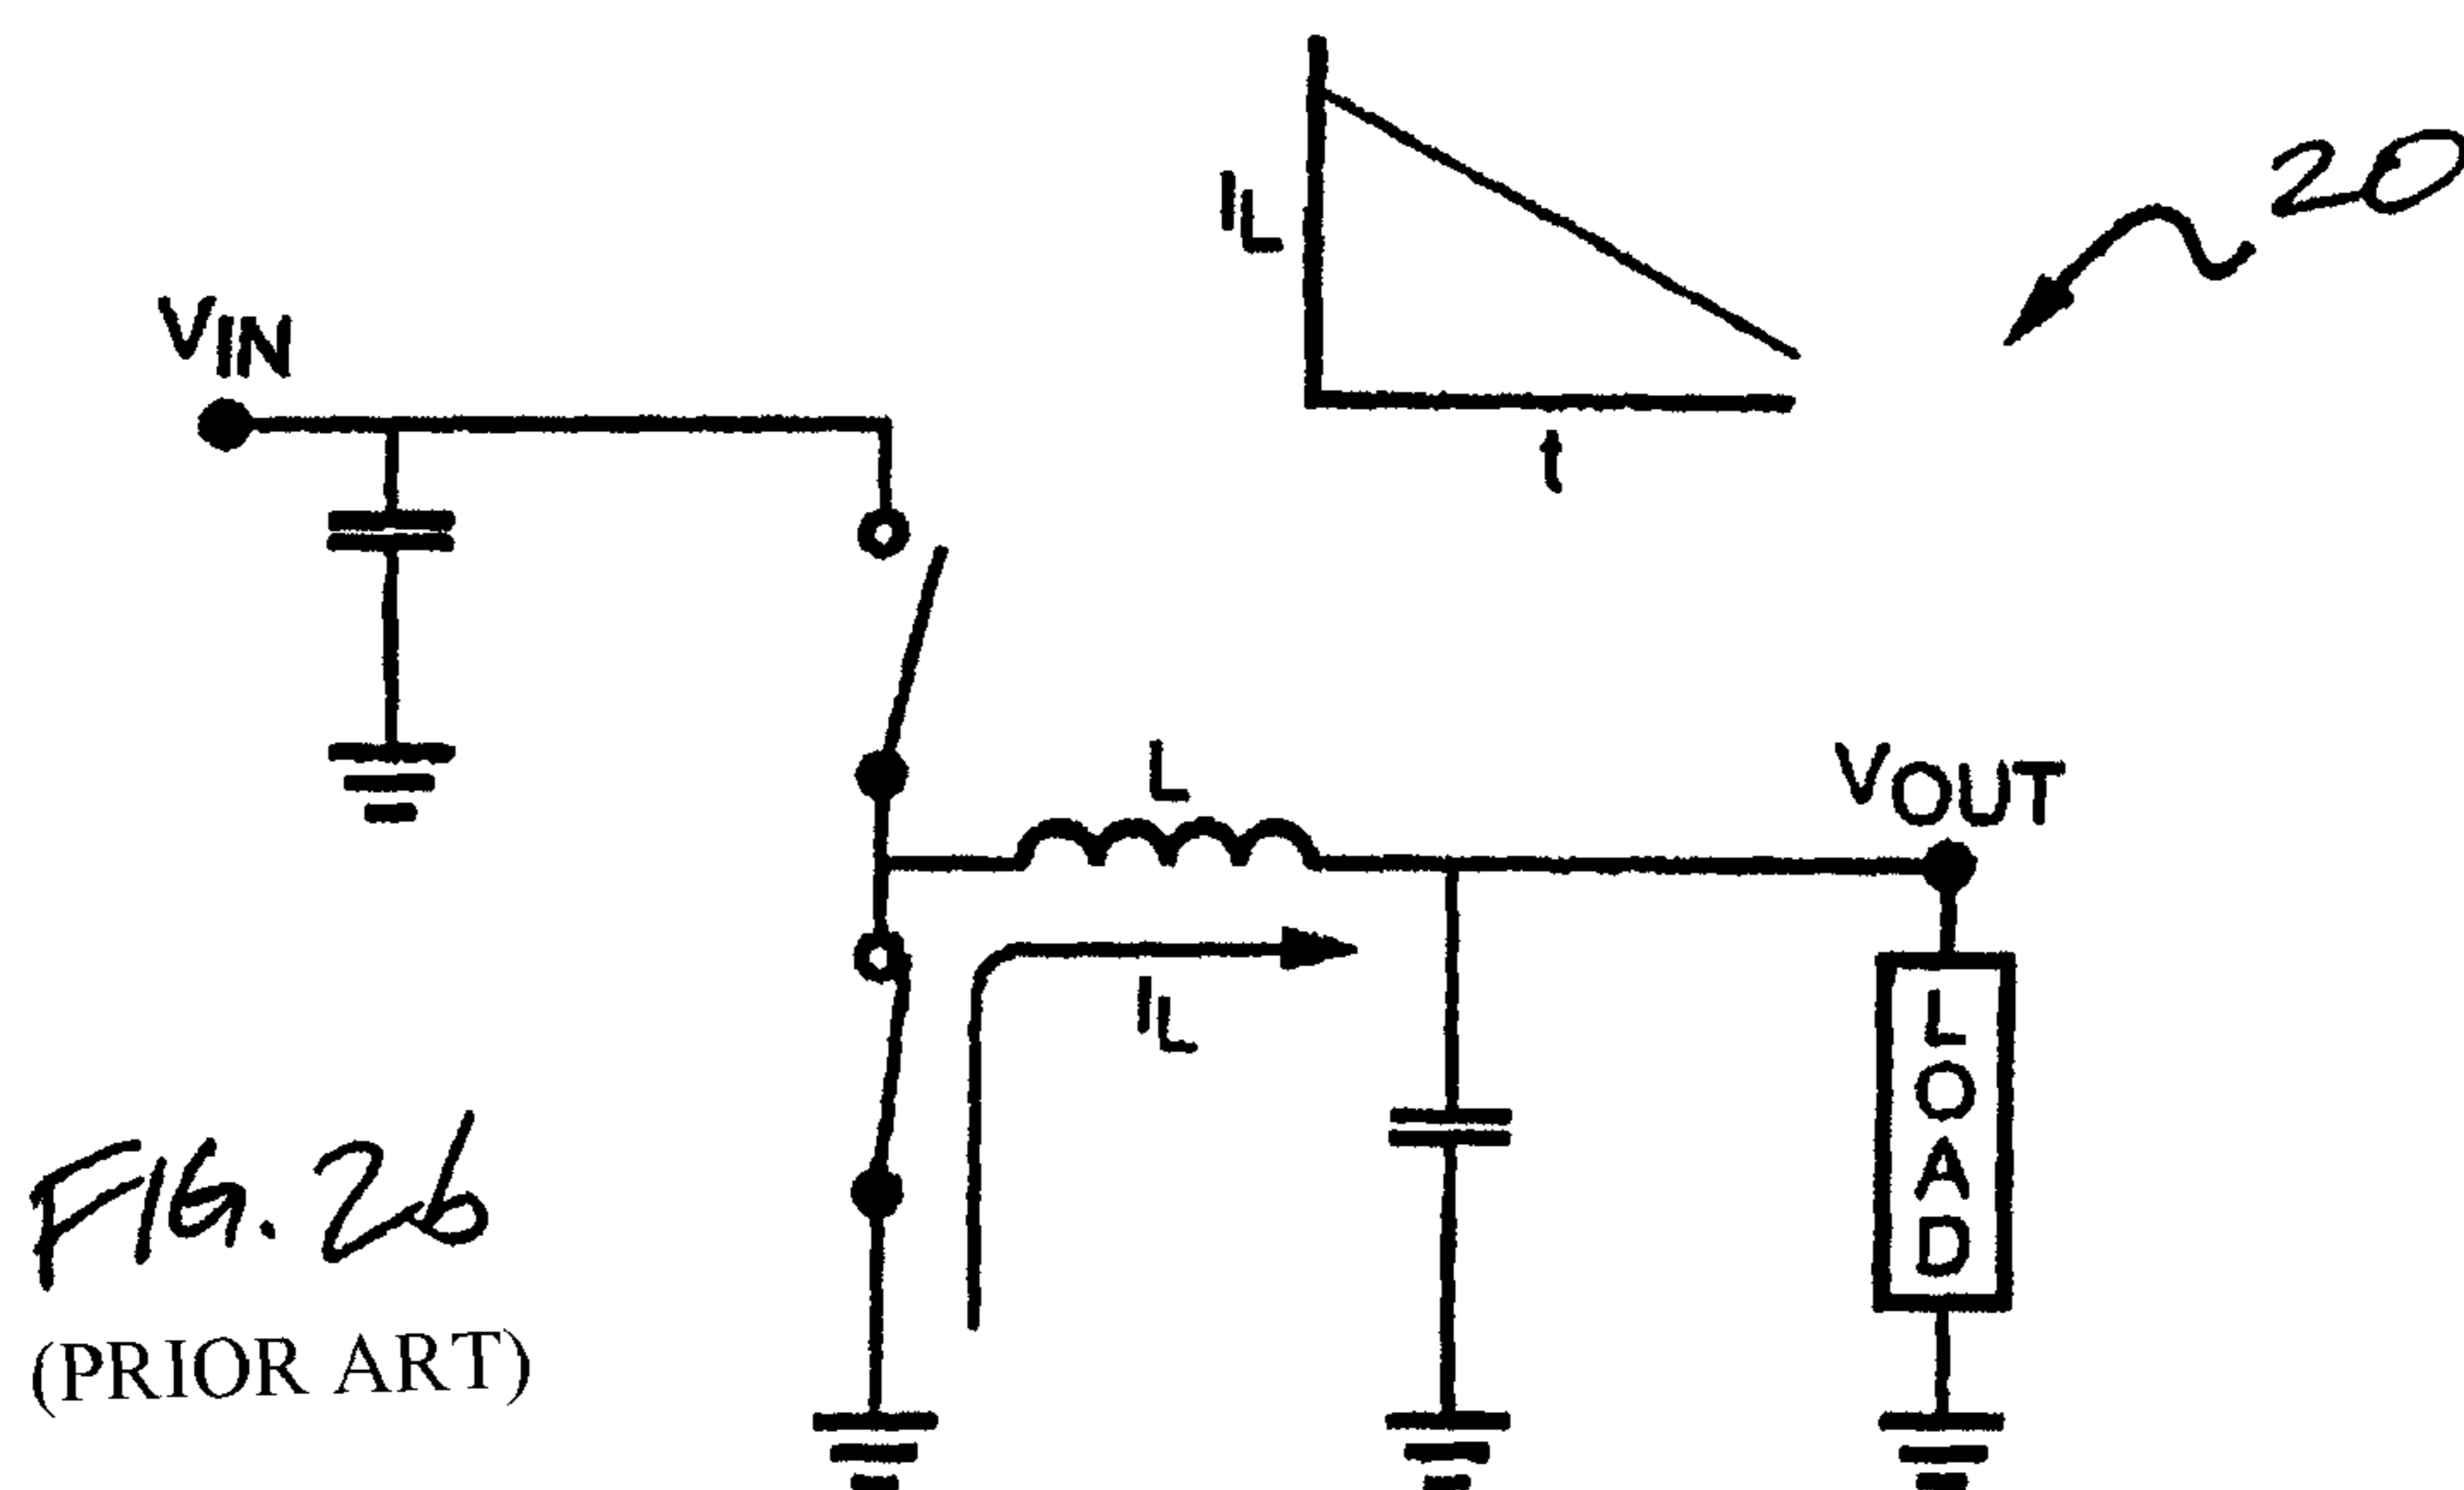 IL
20
VIN
t
L
VOUT
IL
LOAD
FIG. 2b
(PRIOR ART)